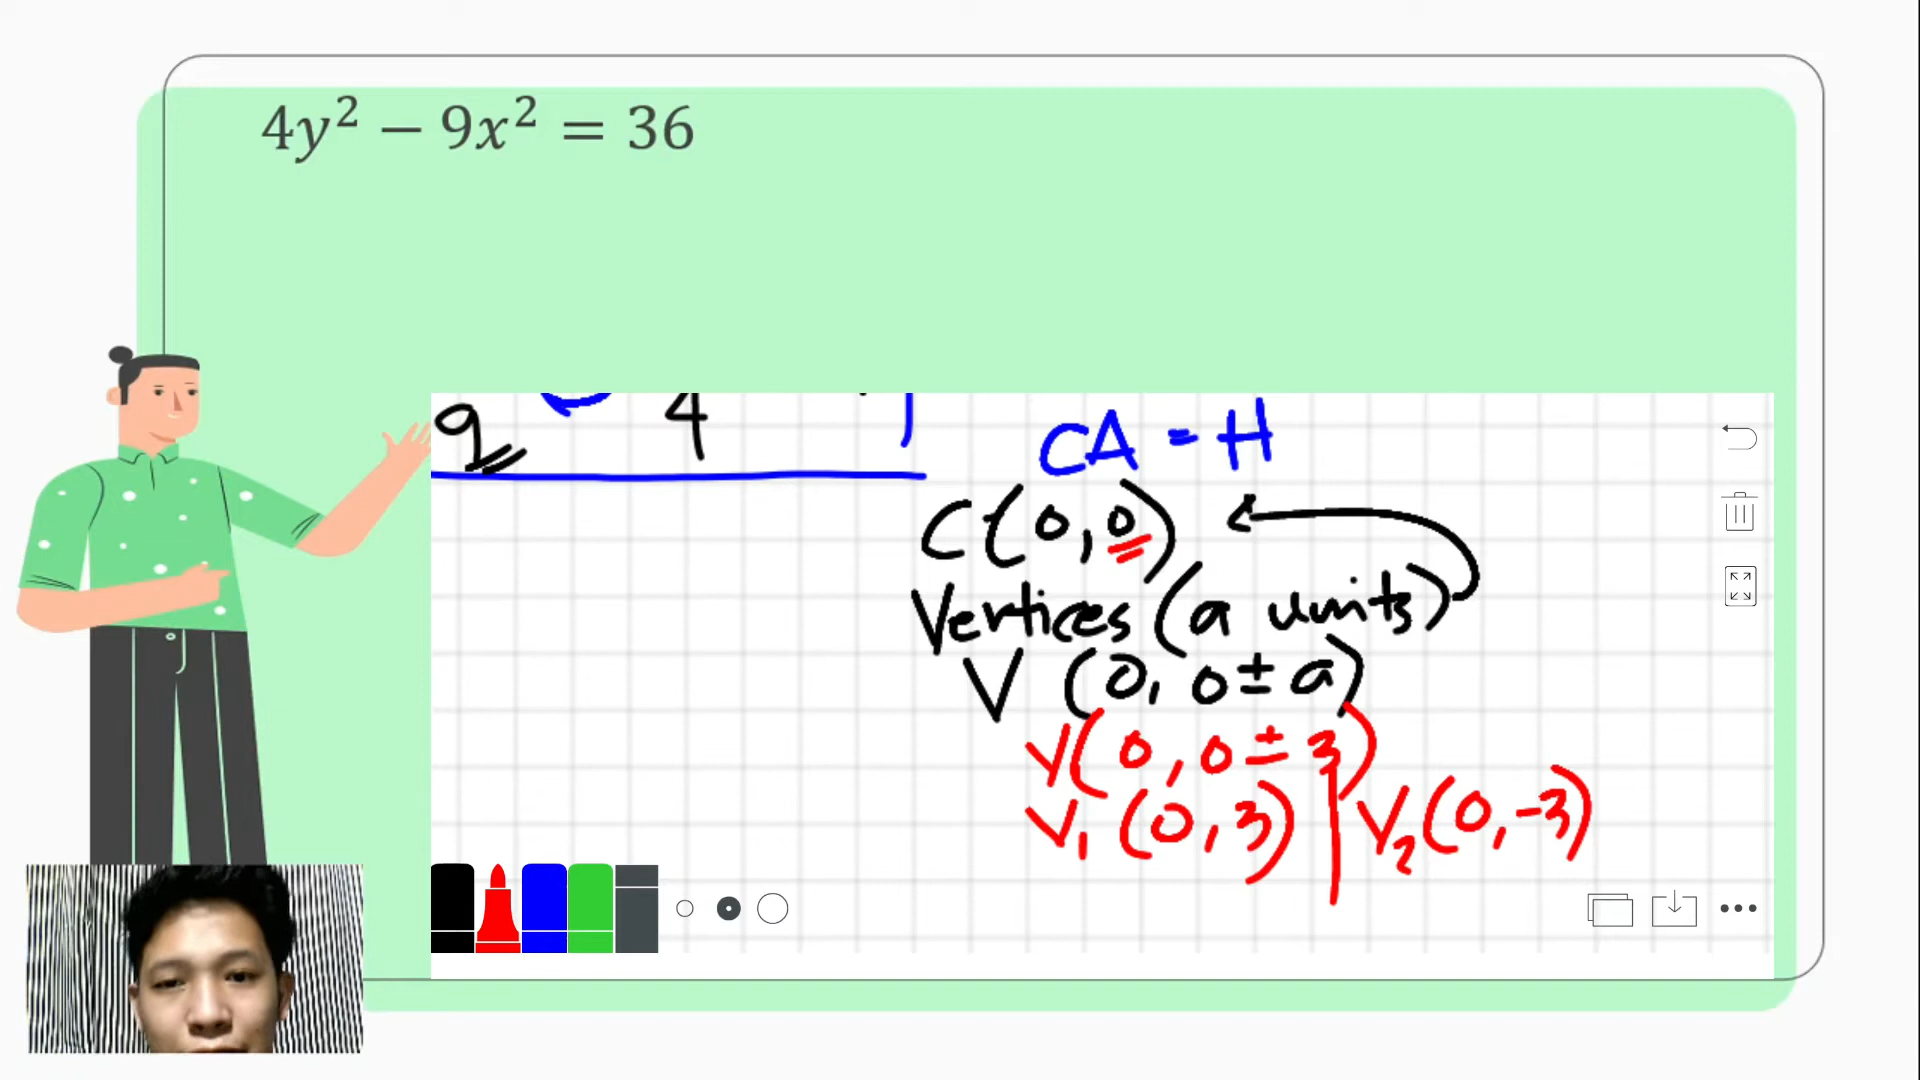 4y² − 9x² = 36
9 4 1
CA = H
C(0,0)
Vertices (a units)
V (0, 0 ± a)
V(0, 0 ± 3)
V₁ (0, 3) | V₂(0, -3)